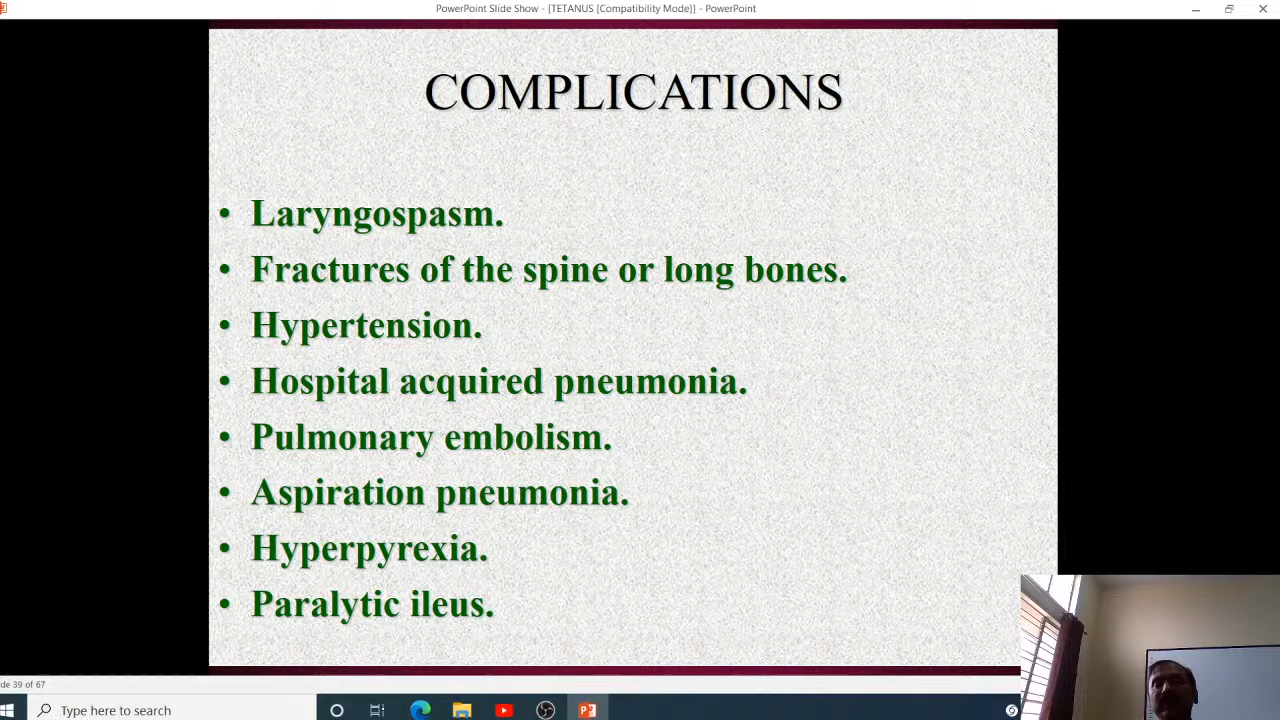 PowerPoint Slide Show - [TETANUS [Compatibility Mode]] - PowerPoint
COMPLICATIONS
• Laryngospasm.
• Fractures of the spine or long bones.
• Hypertension.
• Hospital acquired pneumonia.
• Pulmonary embolism.
• Aspiration pneumonia.
• Hyperpyrexia.
• Paralytic ileus.
de 39 of 67
Type here to search